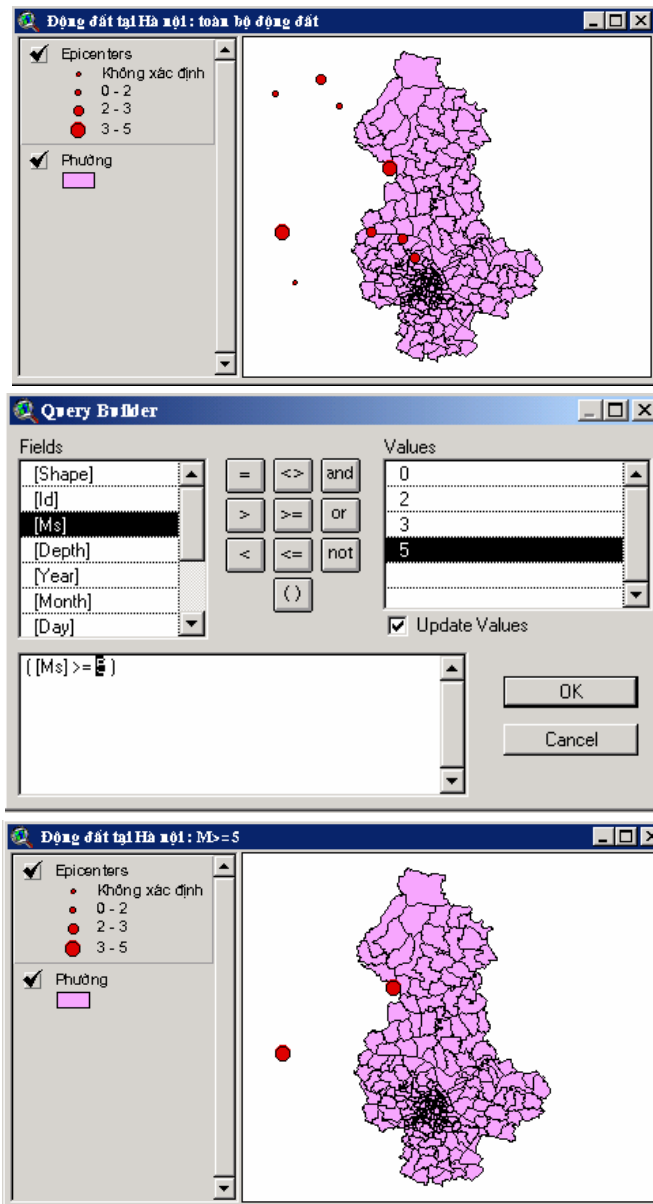 Động đất tại Hà nội : toàn bộ động đất
Epicenters
Không xác định
0 - 2
2 - 3
3 - 5
Phường
Query Builder
Fields
[Shape]
[Id]
[Ms]
[Depth]
[Year]
[Month]
[Day]
= <> and
> >= or
< <= not
( )
Values
0
2
3
5
Update Values
( [Ms] >= 5 )
OK
Cancel
Động đất tại Hà nội : M>=5
Epicenters
Không xác định
0 - 2
2 - 3
3 - 5
Phường